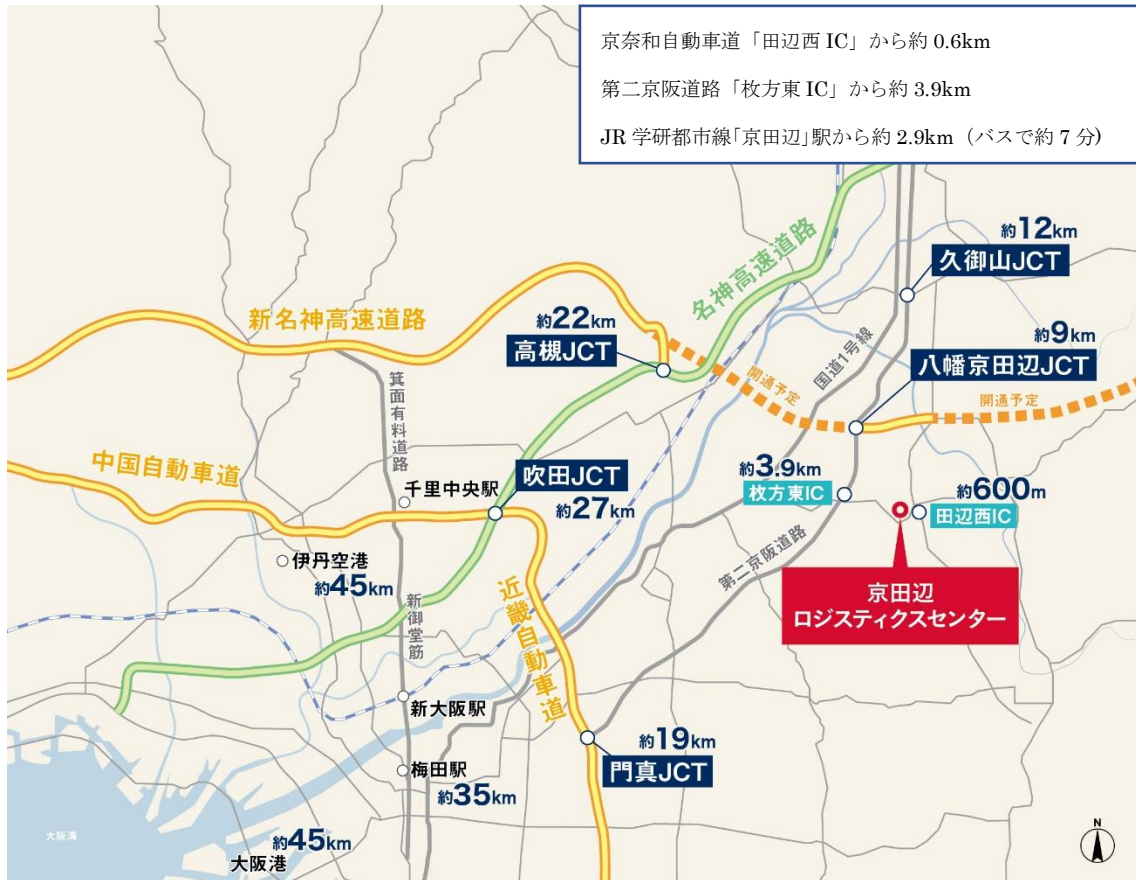 京奈和自動車道「田辺西 IC」から約 0.6km
第二京阪道路「枚方東 IC」から約 3.9km
JR 学研都市線「京田辺」駅から約 2.9km（バスで約 7 分）
約12km
久御山JCT
名神高速道路
新名神高速道路
約22km
高槻JCT
約9km
八幡京田辺JCT
国道1号線
開通予定
開通予定
箕面有料道路
中国自動車道
千里中央駅
吹田JCT
約27km
約3.9km
枚方東IC
約600m
田辺西IC
伊丹空港
約45km
第二京阪道路
京田辺
ロジスティクスセンター
新御堂筋
近畿自動車道
新大阪駅
約19km
門真JCT
梅田駅
約35km
大阪湾
約45km
大阪港
N